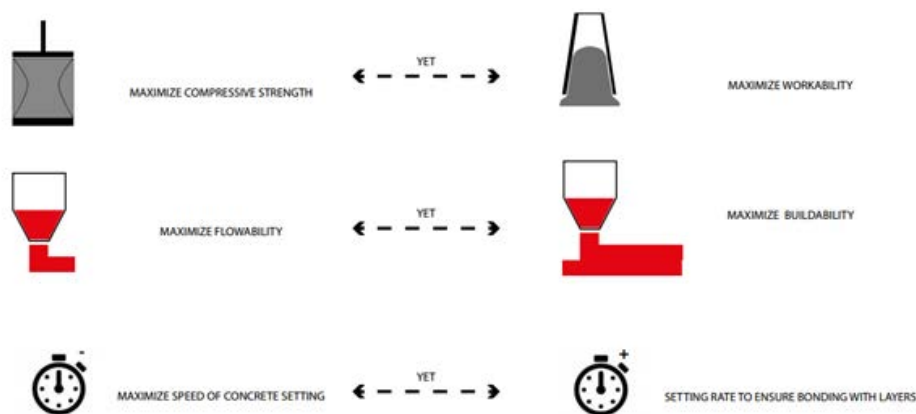 MAXIMIZE COMPRESSIVE STRENGTH
YET
MAXIMIZE WORKABILITY
MAXIMIZE FLOWABILITY
YET
MAXIMIZE BUILDABILITY
-
MAXIMIZE SPEED OF CONCRETE SETTING
YET
+
SETTING RATE TO ENSURE BONDING WITH LAYERS